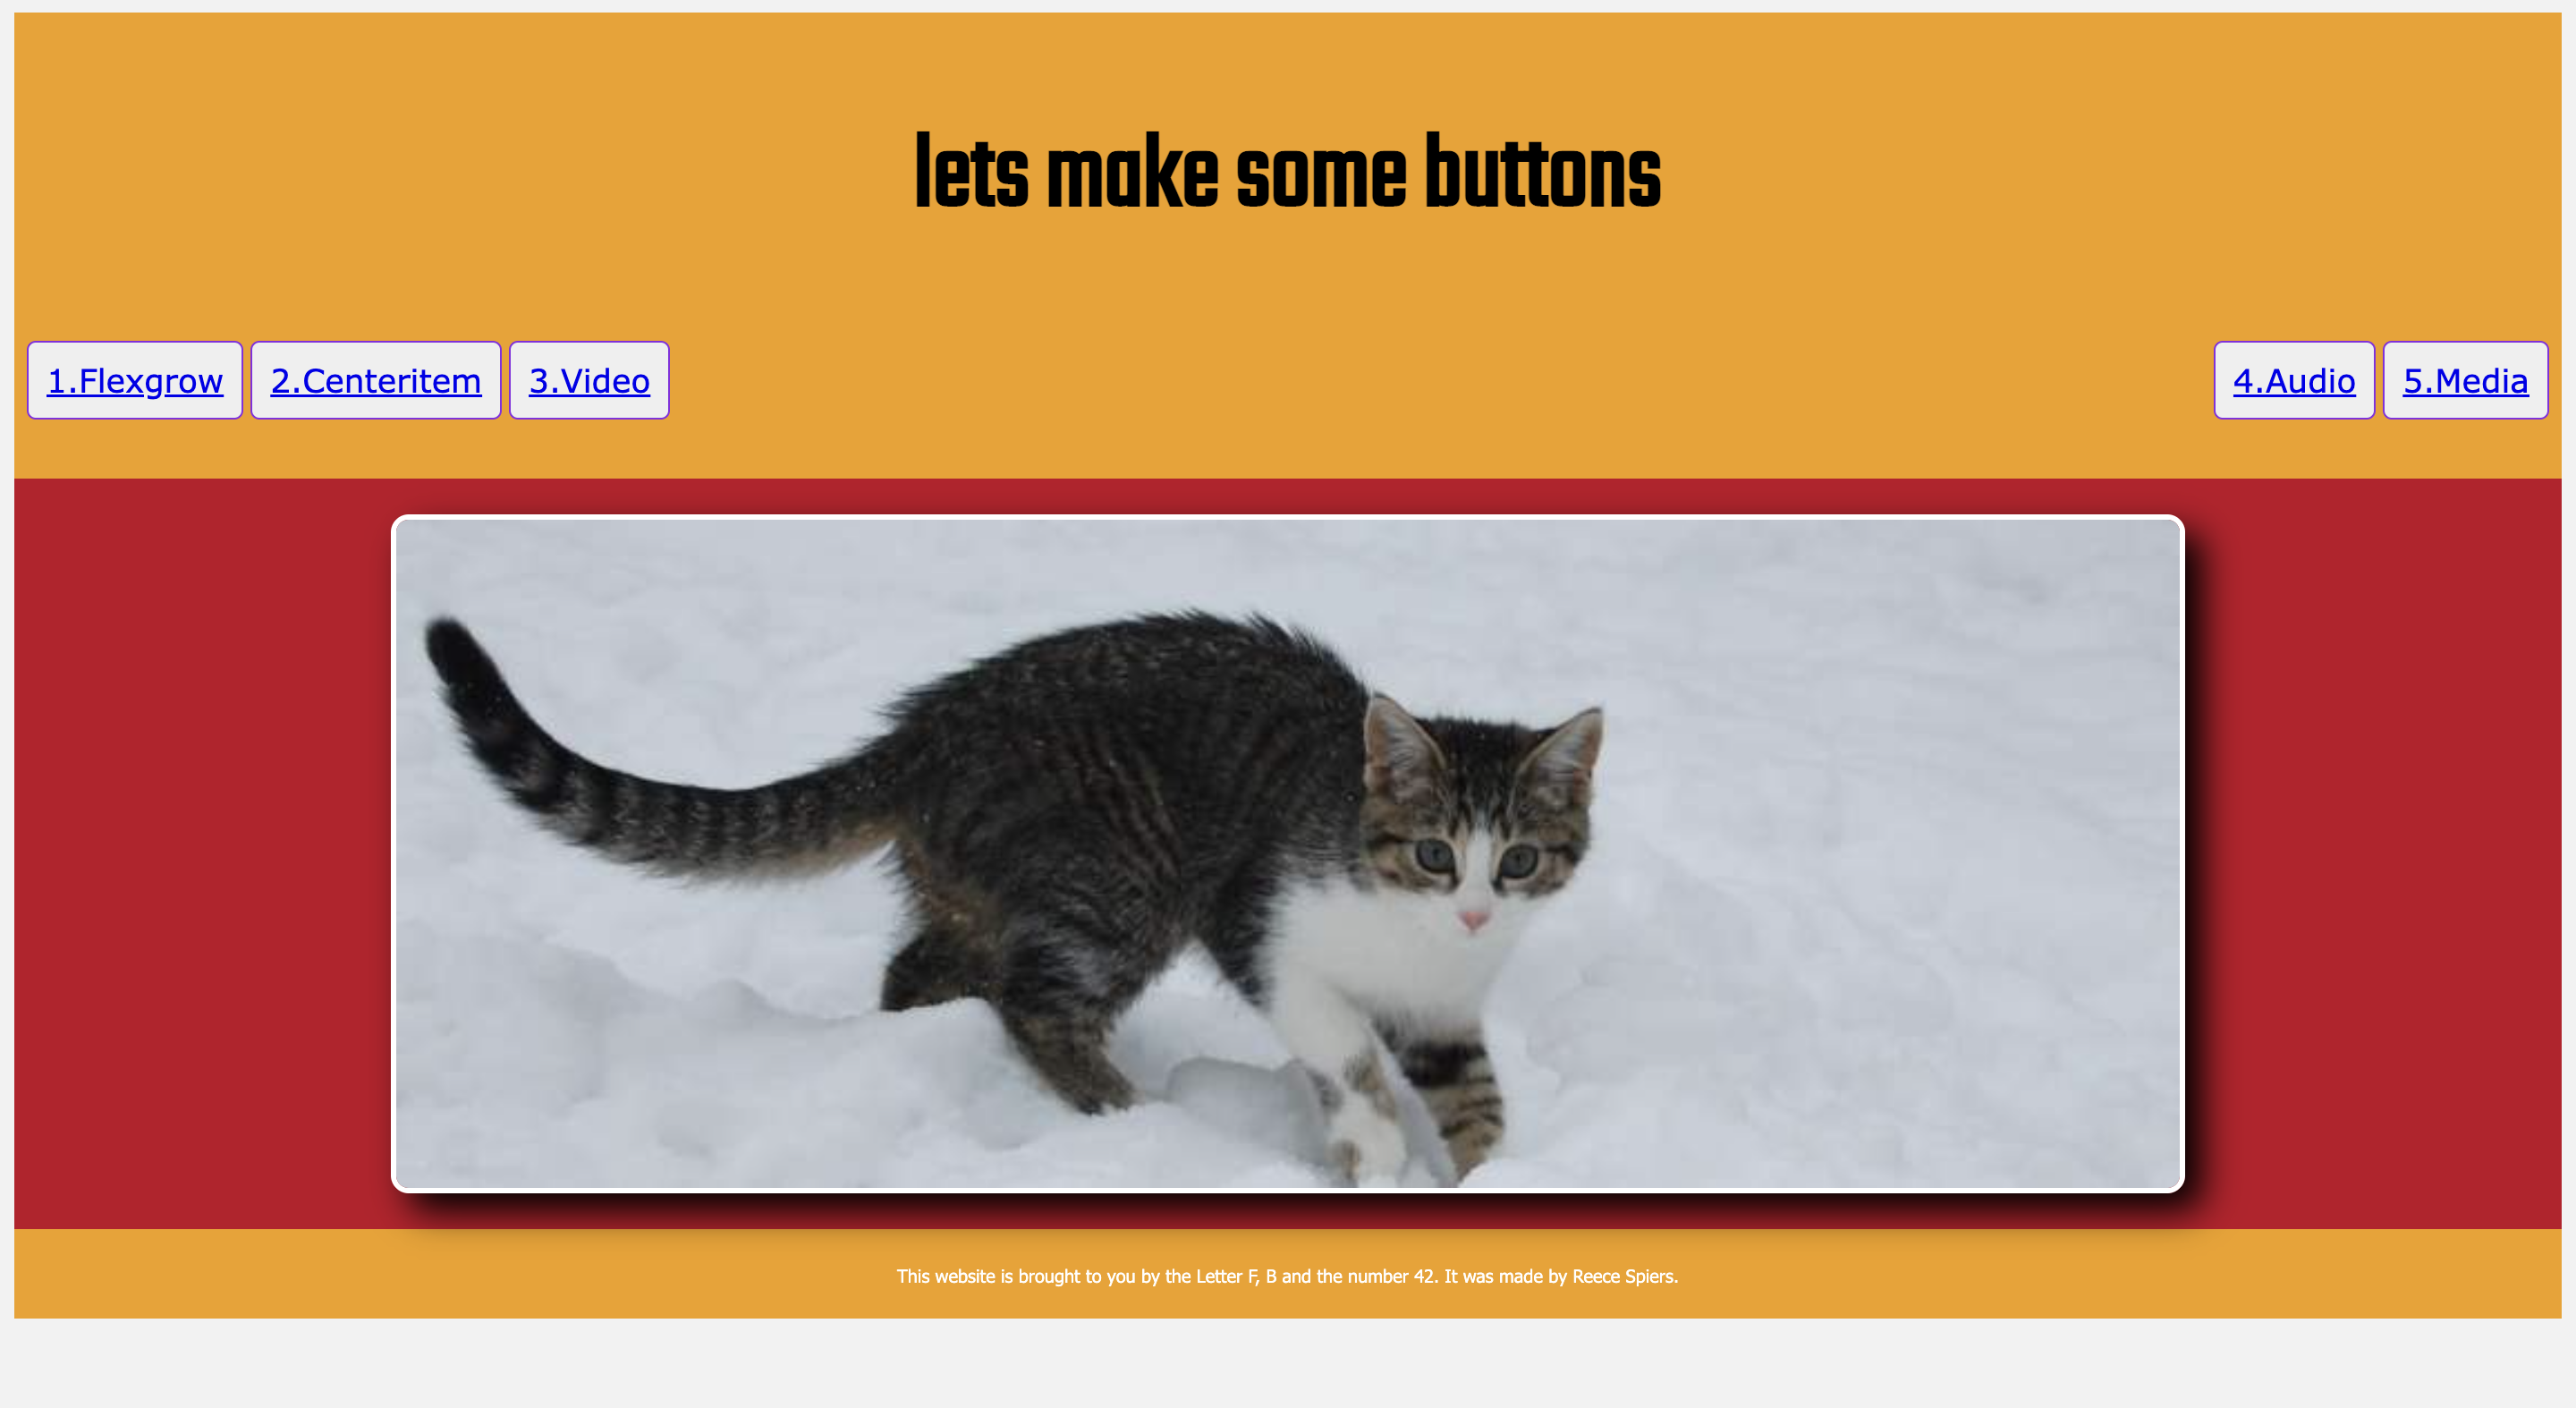 lets make some buttons
1.Flexgrow 2.Centeritem 3.Video 4.Audio 5.Media
This website is brought to you by the Letter F, B and the number 42. It was made by Reece Spiers.